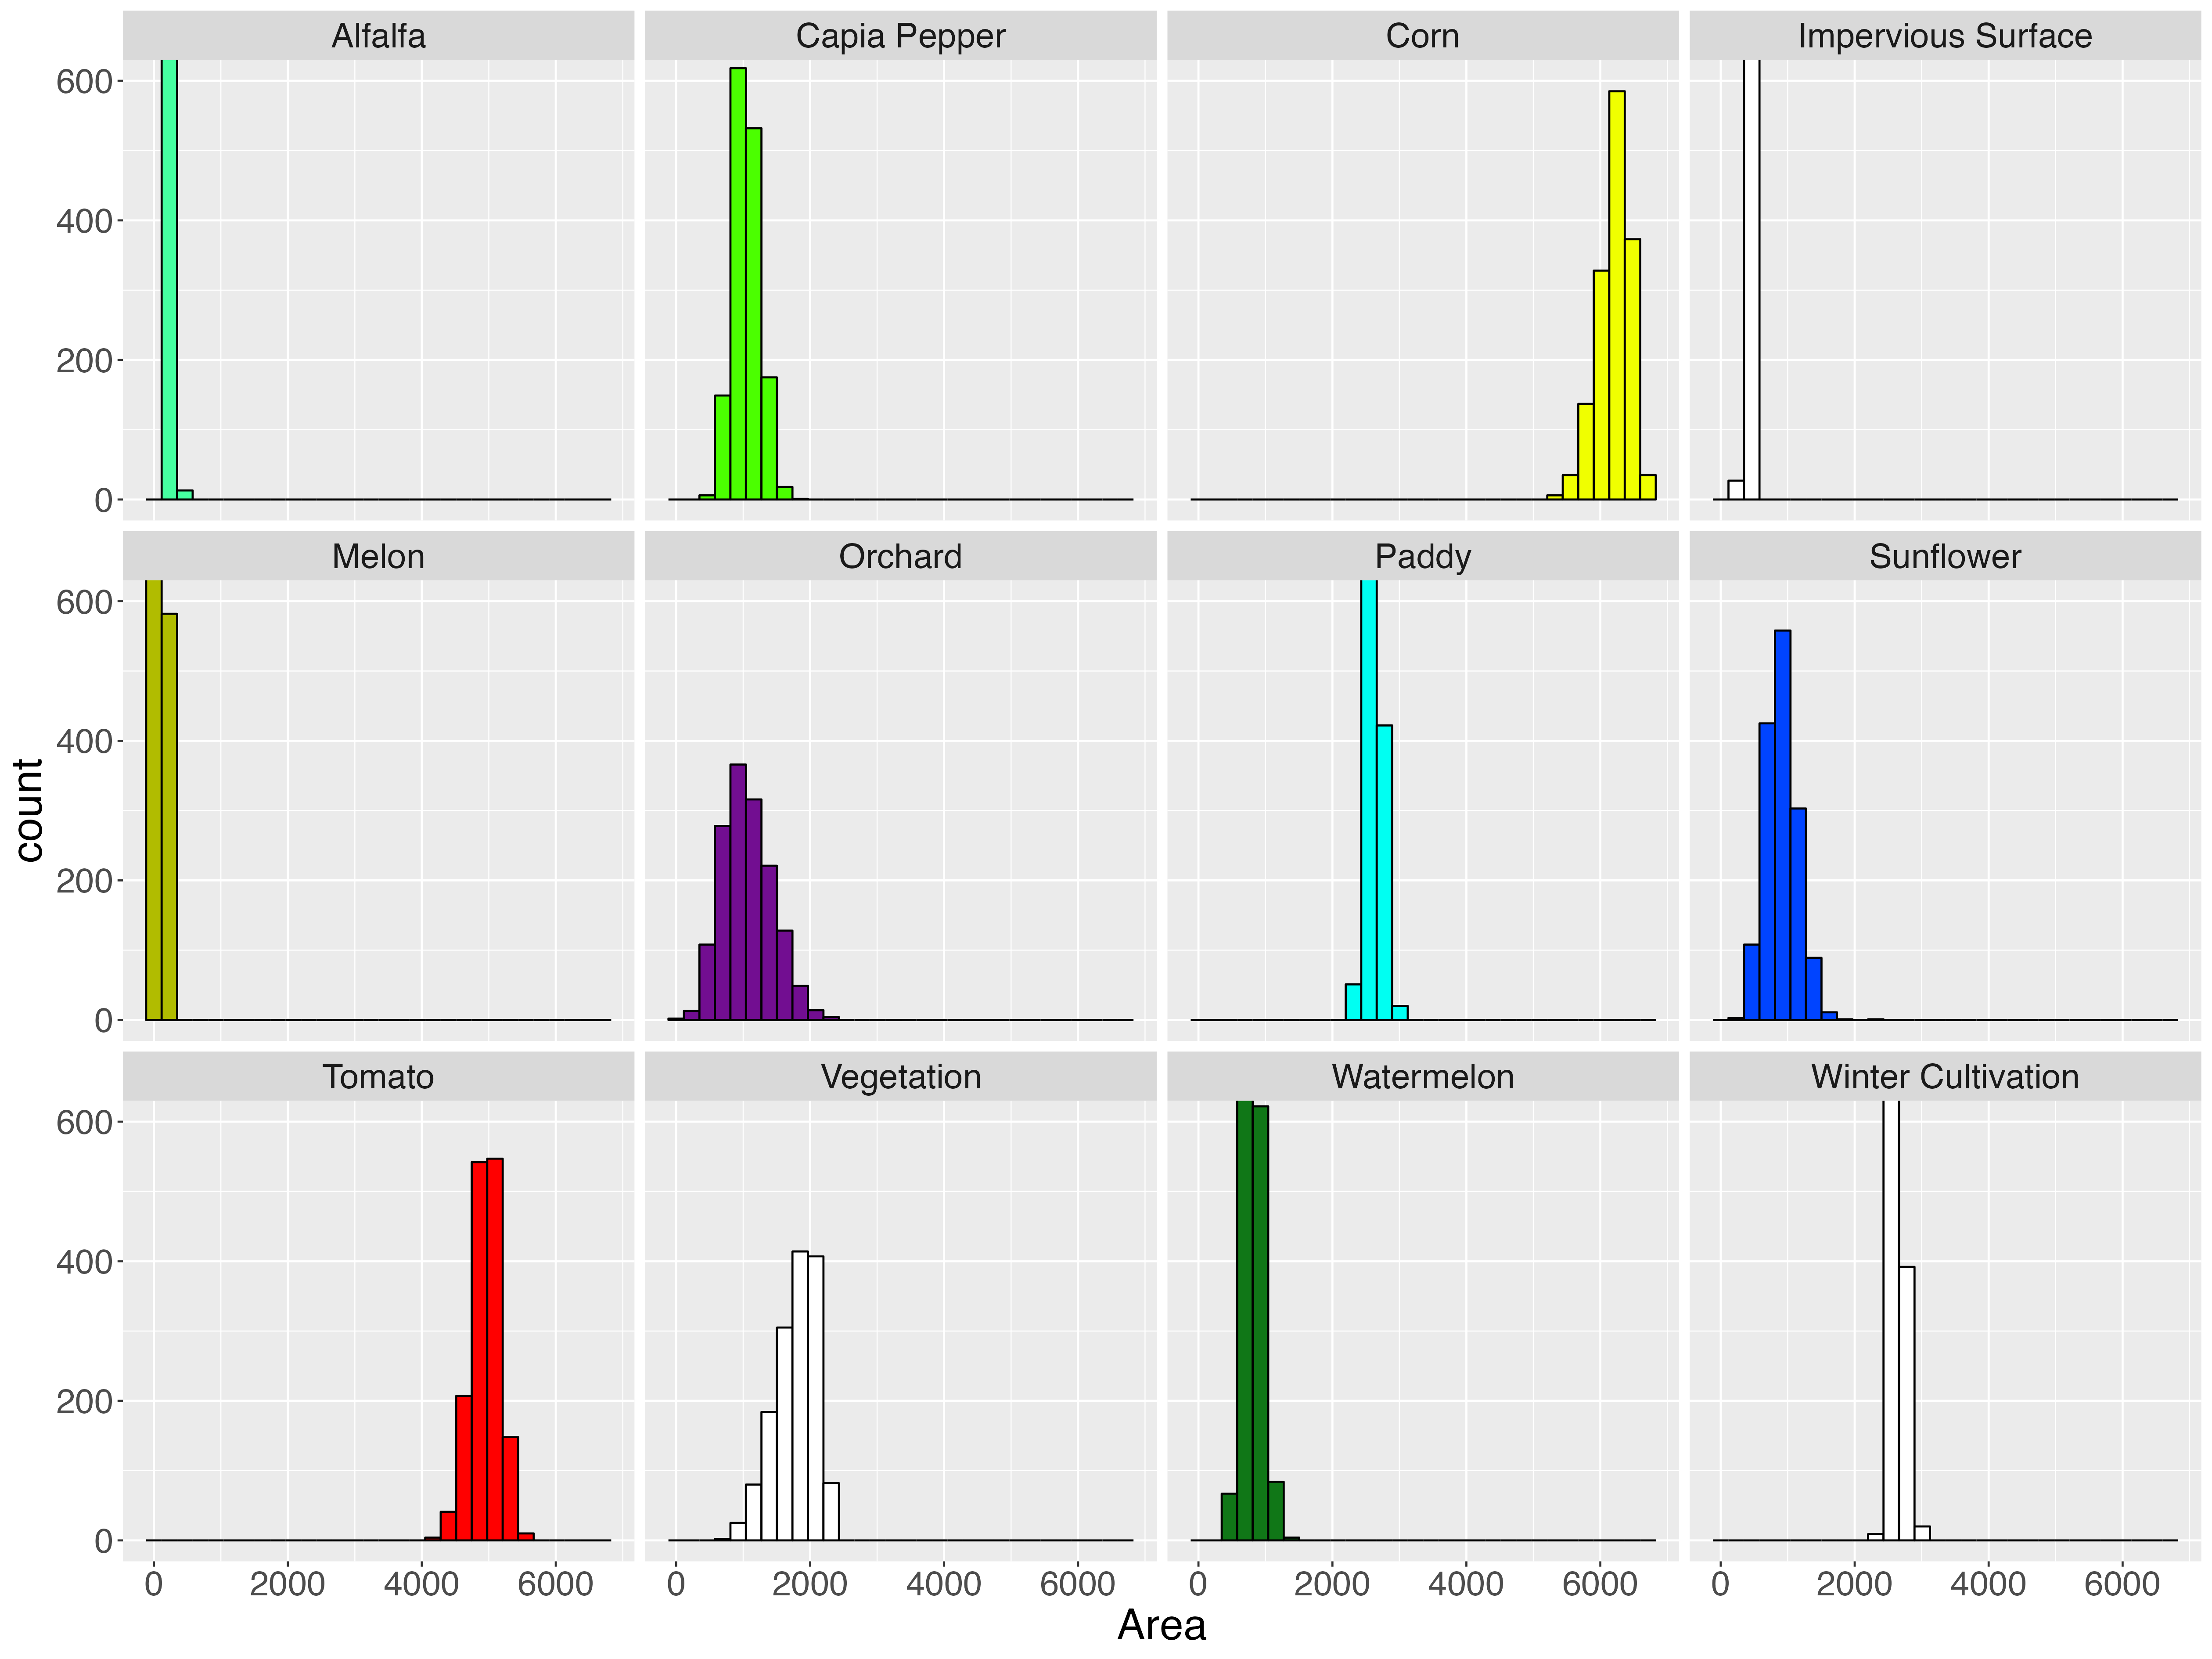 Alfalfa
Capia Pepper
Corn
Impervious Surface
600
400
200
0
Melon
Orchard
Paddy
Sunflower
600
400
200
0
Tomato
Vegetation
Watermelon
Winter Cultivation
600
400
200
0
0 2000 4000 6000
0 2000 4000 6000
0 2000 4000 6000
0 2000 4000 6000
count
Area